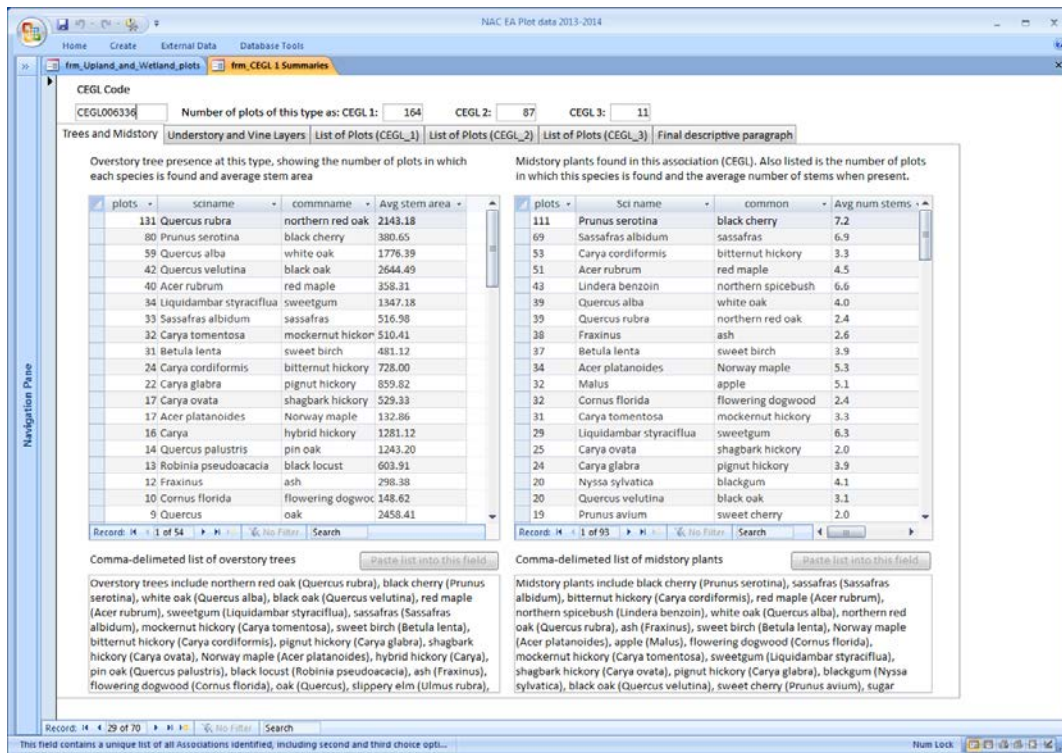 NAC EA Plot data 2013-2014
Home Create External Data Database Tools
frm_Upland_and_Wetland_plots frm_CEGL 1 Summaries
CEGL Code
CEGL006336 Number of plots of this type as: CEGL 1: 164 CEGL 2: 87 CEGL 3: 11
Trees and Midstory Understory and Vine Layers List of Plots (CEGL_1) List of Plots (CEGL_2) List of Plots (CEGL_3) Final descriptive paragraph
Overstory tree presence at this type, showing the number of plots in which
each species is found and average stem area
plots sciname commname Avg stem area
131 Quercus rubra northern red oak 2143.18
80 Prunus serotina black cherry 380.65
59 Quercus alba white oak 1776.39
42 Quercus velutina black oak 2644.49
40 Acer rubrum red maple 358.31
34 Liquidambar styraciflua sweetgum 1347.18
33 Sassafras albidum sassafras 516.98
32 Carya tomentosa mockernut hickor 510.41
31 Betula lenta sweet birch 481.12
24 Carya cordiformis bitternut hickory 728.00
22 Carya glabra pignut hickory 859.82
17 Carya ovata shagbark hickory 529.33
17 Acer platanoides Norway maple 132.86
16 Carya hybrid hickory 1281.12
14 Quercus palustris pin oak 1243.20
13 Robinia pseudoacacia black locust 603.91
12 Fraxinus ash 298.38
10 Cornus florida flowering dogwoc 148.62
9 Quercus oak 2458.41
Record: 1 of 54 No Filter Search
Comma-delimeted list of overstory trees Paste list into this field
Overstory trees include northern red oak (Quercus rubra), black cherry (Prunus
serotina), white oak (Quercus alba), black oak (Quercus velutina), red maple
(Acer rubrum), sweetgum (Liquidambar styraciflua), sassafras (Sassafras
albidum), mockernut hickory (Carya tomentosa), sweet birch (Betula lenta),
bitternut hickory (Carya cordiformis), pignut hickory (Carya glabra), shagbark
hickory (Carya ovata), Norway maple (Acer platanoides), hybrid hickory (Carya),
pin oak (Quercus palustris), black locust (Robinia pseudoacacia), ash (Fraxinus),
flowering dogwood (Cornus florida), oak (Quercus), slippery elm (Ulmus rubra),
Midstory plants found in this association (CEGL). Also listed is the number of plots
in which this species is found and the average number of stems when present.
plots Sci name common Avg num stems
111 Prunus serotina black cherry 7.2
69 Sassafras albidum sassafras 6.9
53 Carya cordiformis bitternut hickory 3.3
51 Acer rubrum red maple 4.5
43 Lindera benzoin northern spicebush 6.6
39 Quercus alba white oak 4.0
39 Quercus rubra northern red oak 2.4
38 Fraxinus ash 2.6
37 Betula lenta sweet birch 3.9
34 Acer platanoides Norway maple 5.3
32 Malus apple 5.1
32 Cornus florida flowering dogwood 2.4
31 Carya tomentosa mockernut hickory 3.3
29 Liquidambar styraciflua sweetgum 6.3
25 Carya ovata shagbark hickory 2.0
24 Carya glabra pignut hickory 3.9
20 Nyssa sylvatica blackgum 4.1
20 Quercus velutina black oak 3.1
19 Prunus avium sweet cherry 2.0
Record: 1 of 93 No Filter Search
Comma-delimeted list of midstory plants Paste list into this field
Midstory plants include black cherry (Prunus serotina), sassafras (Sassafras
albidum), bitternut hickory (Carya cordiformis), red maple (Acer rubrum),
northern spicebush (Lindera benzoin), white oak (Quercus alba), northern red
oak (Quercus rubra), ash (Fraxinus), sweet birch (Betula lenta), Norway maple
(Acer platanoides), apple (Malus), flowering dogwood (Cornus florida),
mockernut hickory (Carya tomentosa), sweetgum (Liquidambar styraciflua),
shagbark hickory (Carya ovata), pignut hickory (Carya glabra), blackgum (Nyssa
sylvatica), black oak (Quercus velutina), sweet cherry (Prunus avium), sugar
Navigation Pane
Record: 29 of 70 No Filter Search
This field contains a unique list of all Associations identified, including second and third choice opti... Num Lock